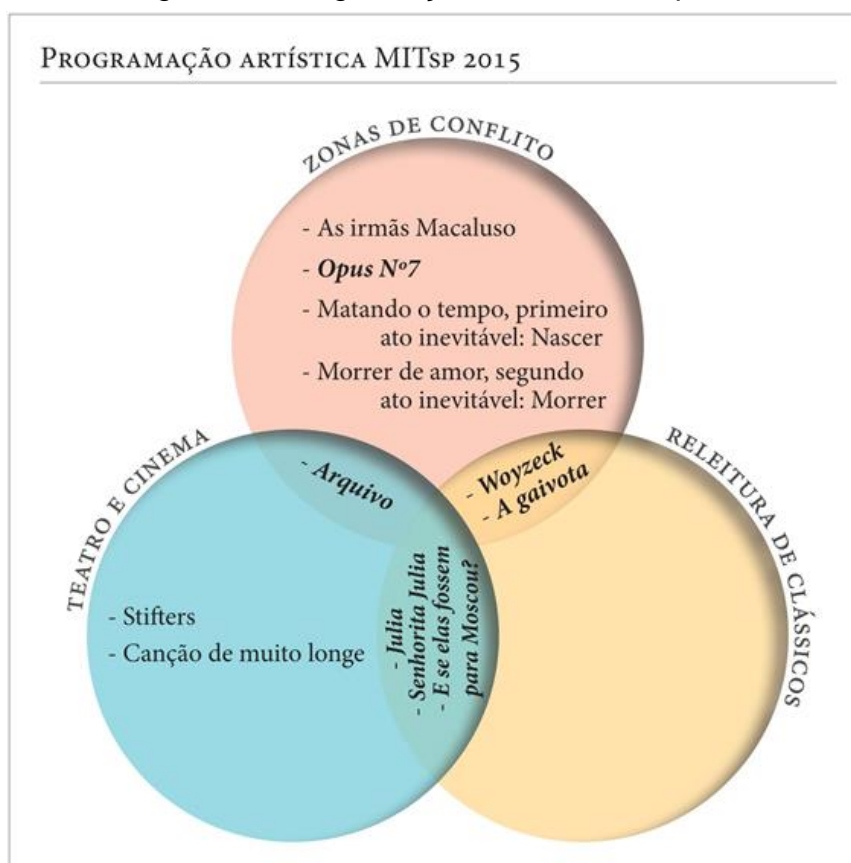 PROGRAMAÇÃO ARTÍSTICA MITSP 2015
ZONAS DE CONFLITO
- As irmãs Macaluso
- Opus Nº7
- Matando o tempo, primeiro
ato inevitável: Nascer
- Morrer de amor, segundo
ato inevitável: Morrer
TEATRO E CINEMA
- Arquivo
- Woyzeck
- A gaivota
RELEITURA DE CLÁSSICOS
- Stifters
- Canção de muito longe
- Julia
- Senhorita Julia
- E se elas fossem
para Moscou?